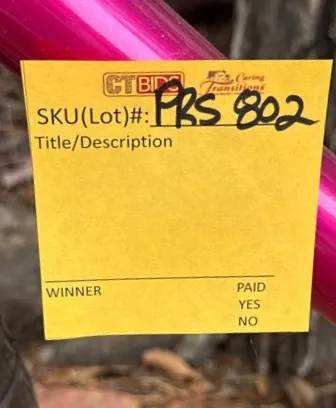 CTBIDS Caring Transitions
SKU(Lot)#: PRS 802
Title/Description
WINNER PAID
YES
NO